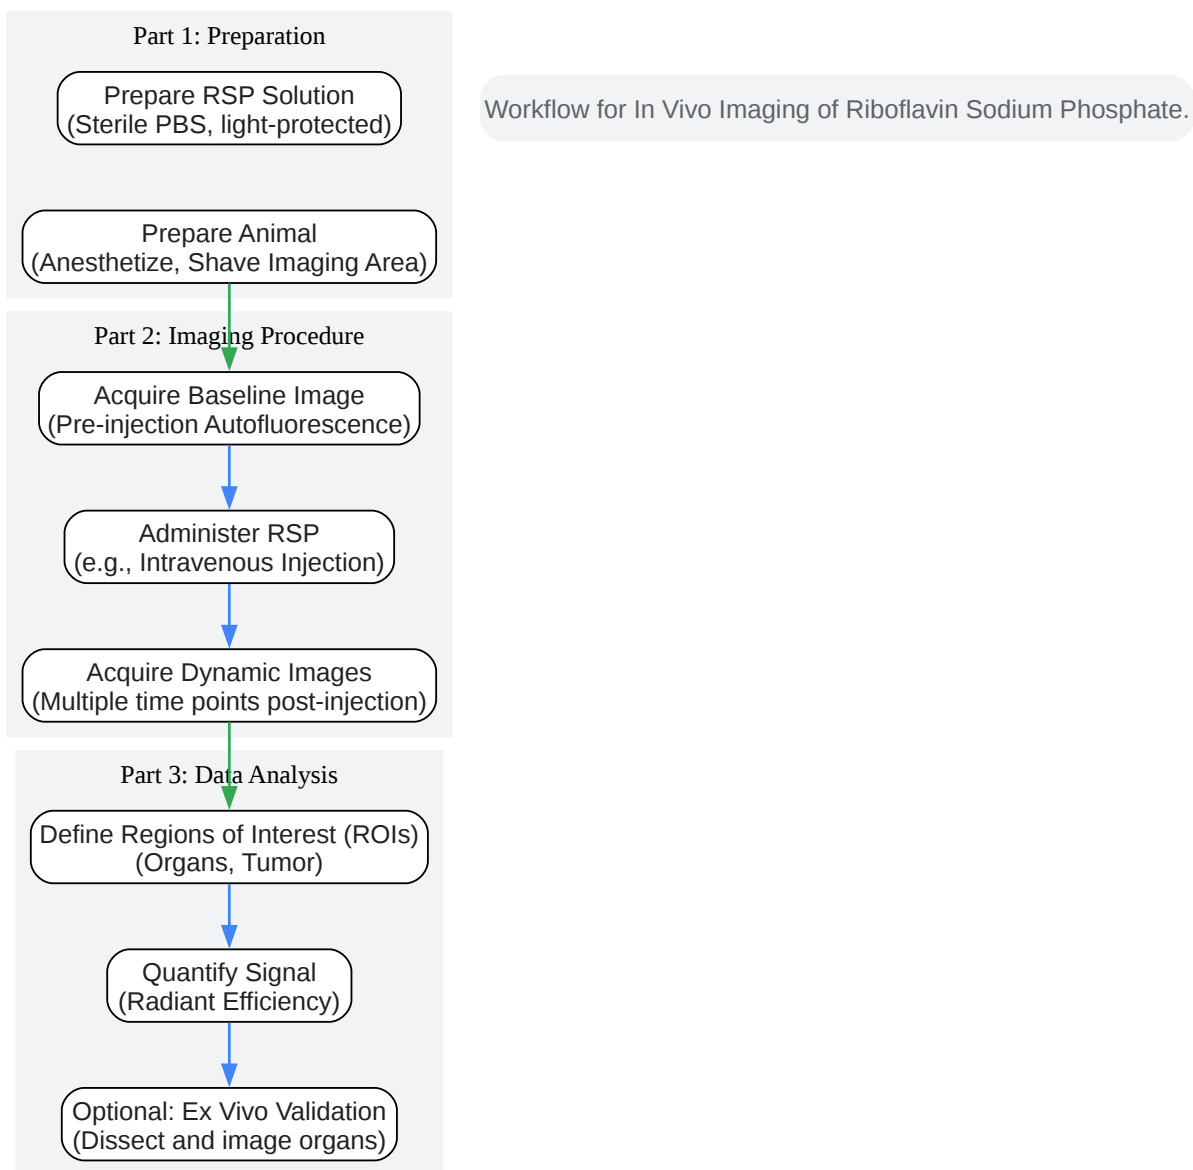 Part 1: Preparation
Prepare RSP Solution
(Sterile PBS, light-protected)
Workflow for In Vivo Imaging of Riboflavin Sodium Phosphate.
Prepare Animal
(Anesthetize, Shave Imaging Area)
Part 2: Imaging Procedure
Acquire Baseline Image
(Pre-injection Autofluorescence)
Administer RSP
(e.g., Intravenous Injection)
Acquire Dynamic Images
(Multiple time points post-injection)
Part 3: Data Analysis
Define Regions of Interest (ROIs)
(Organs, Tumor)
Quantify Signal
(Radiant Efficiency)
Optional: Ex Vivo Validation
(Dissect and image organs)